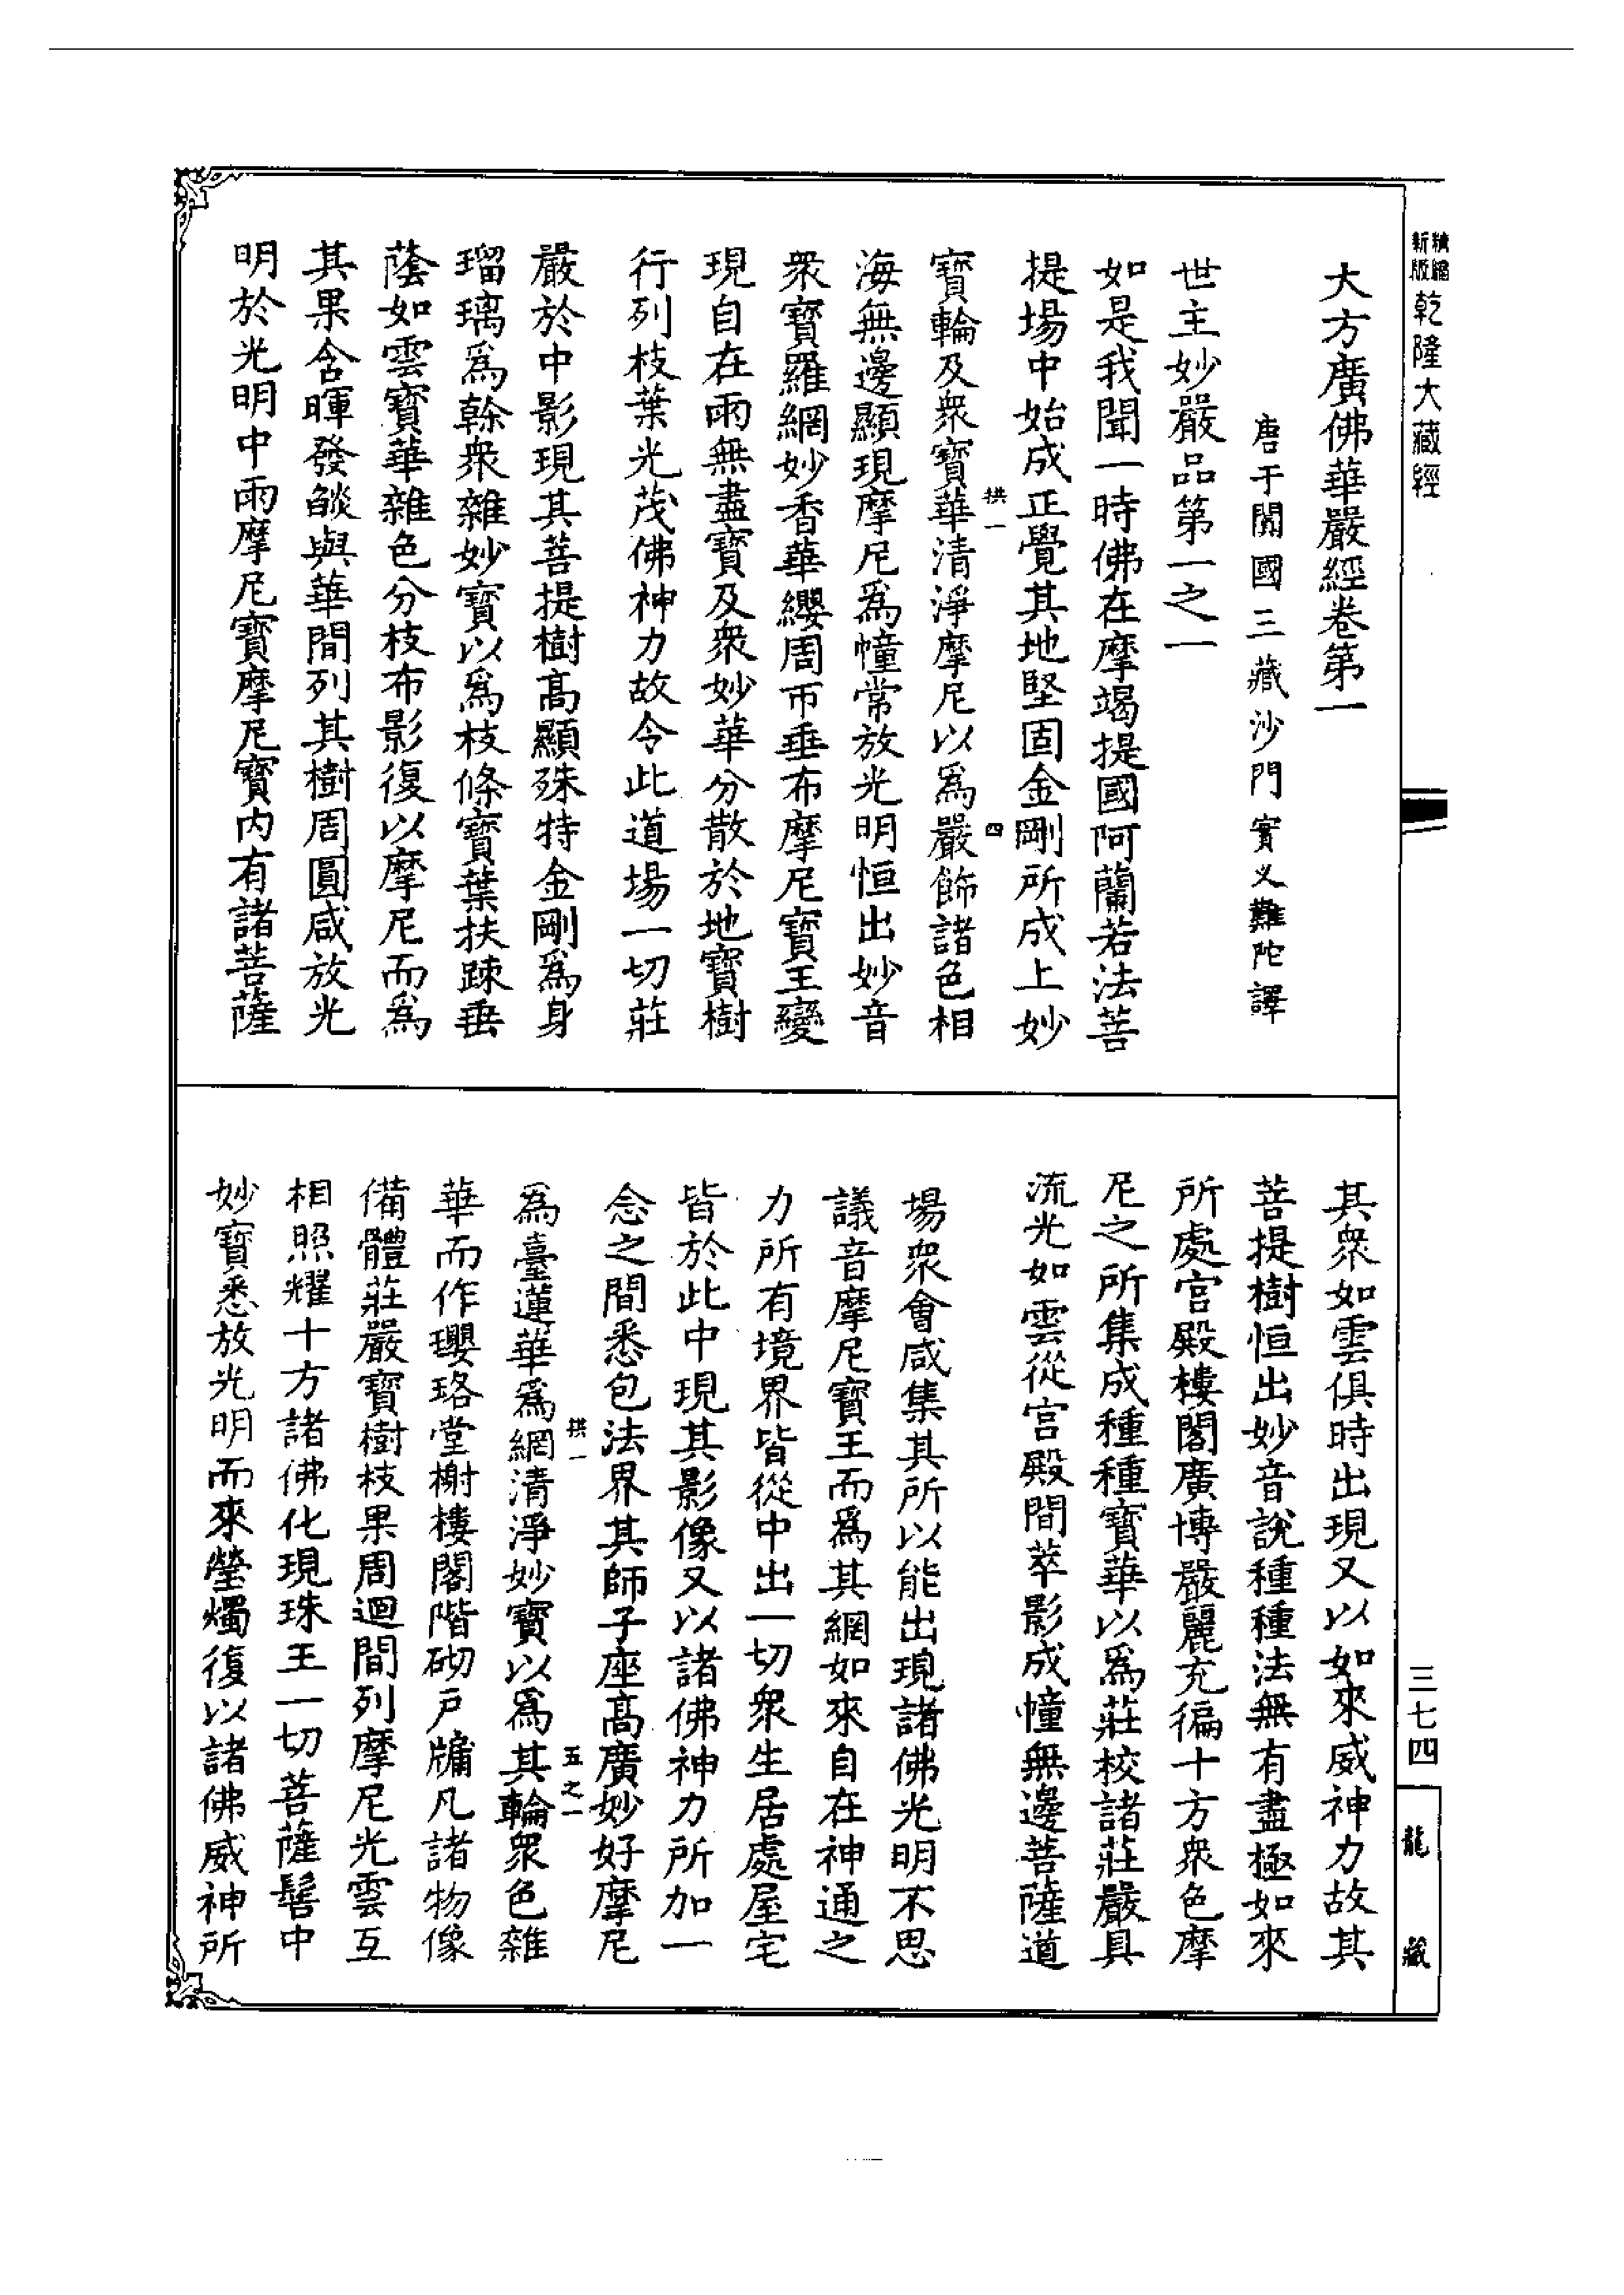 精縮新版乾隆大藏經
大方廣佛華嚴經卷第一
唐于闐國三藏沙門實叉難陀譯
世主妙嚴品第一之一
如是我聞一時佛在摩竭提國阿蘭若法菩
提場中始成正覺其地堅固金剛所成上妙
拱一
四
寶輪及衆寶華清淨摩尼以爲嚴飾諸色相
海無邊顯現摩尼爲幢常放光明恒出妙音
衆寶羅網妙香華纓周帀垂布摩尼寶王變
現自在雨無盡寶及衆妙華分散於地寶樹
行列枝葉光茂佛神力故令此道場一切莊
嚴於中影現其菩提樹高顯殊特金剛爲身
瑠璃爲榦衆雜妙寶以爲枝條寶葉扶踈垂
蔭如雲寶華雜色分枝布影復以摩尼而爲
其果含暉發燄與華間列其樹周圓咸放光
明於光明中雨摩尼寶摩尼寶內有諸菩薩
三七四
龍藏
其衆如雲俱時出現又以如來威神力故其
菩提樹恒出妙音說種種法無有盡極如來
所處宮殿樓閣廣博嚴麗充徧十方衆色摩
尼之所集成種種寶華以爲莊校諸莊嚴具
流光如雲從宮殿間萃影成幢無邊菩薩道
場衆會咸集其所以能出現諸佛光明不思
議音摩尼寶王而爲其網如來自在神通之
力所有境界皆從中出一切衆生居處屋宅
皆於此中現其影像又以諸佛神力所加一
念之間悉包法界其師子座高廣妙好摩尼
拱一
五之一
爲臺蓮華爲網清淨妙寶以爲其輪衆色雜
華而作瓔珞堂榭樓閣階砌戸牖凡諸物像
備體莊嚴寶樹枝果周迴間列摩尼光雲互
相照耀十方諸佛化現珠王一切菩薩髻中
妙寶悉放光明而來瑩燭復以諸佛威神所